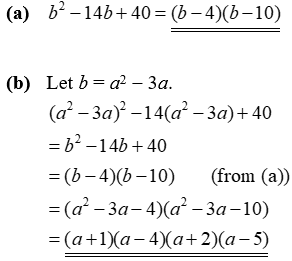 (a) b² – 14b + 40 = (b – 4)(b – 10)
(b) Let b = a² – 3a.
(a² – 3a)² – 14(a² – 3a) + 40
= b² – 14b + 40
= (b – 4)(b – 10) (from (a))
= (a² – 3a – 4)(a² – 3a – 10)
= (a + 1)(a – 4)(a + 2)(a – 5)